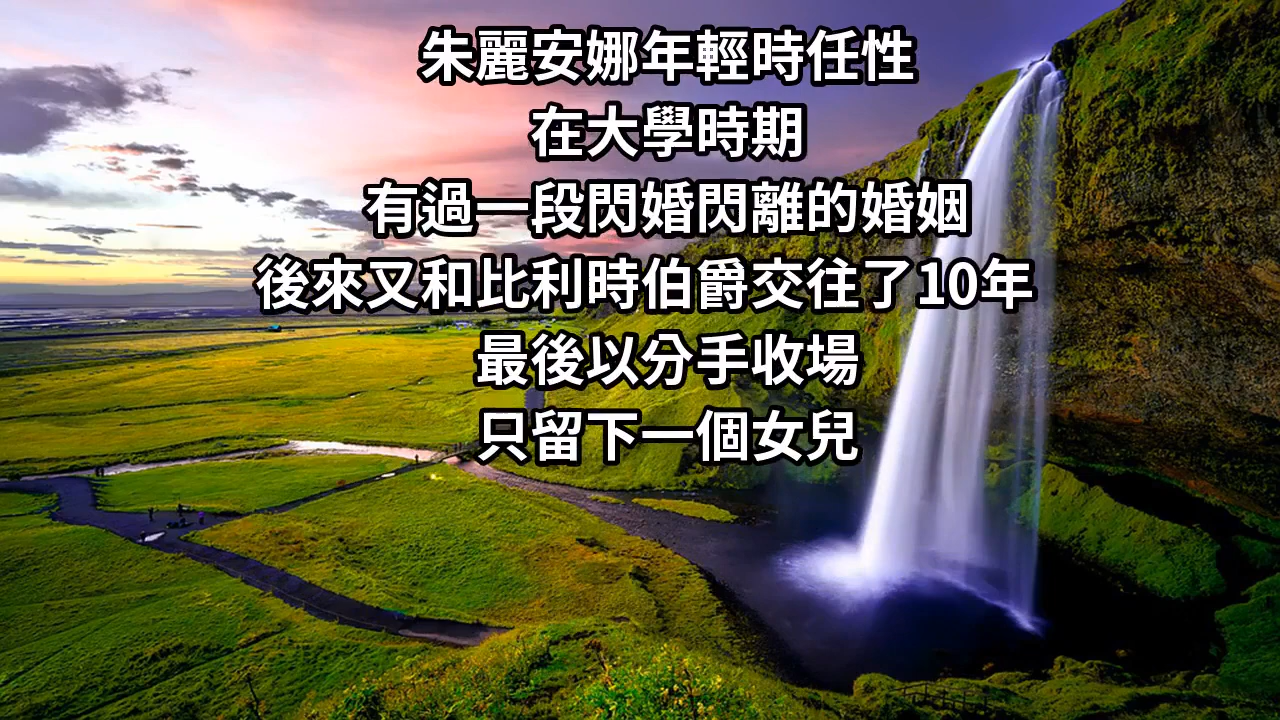 朱麗安娜年輕時任性
在大學時期
有過一段閃婚閃離的婚姻
後來又和比利時伯爵交往了10年
最後以分手收場
只留下一個女兒